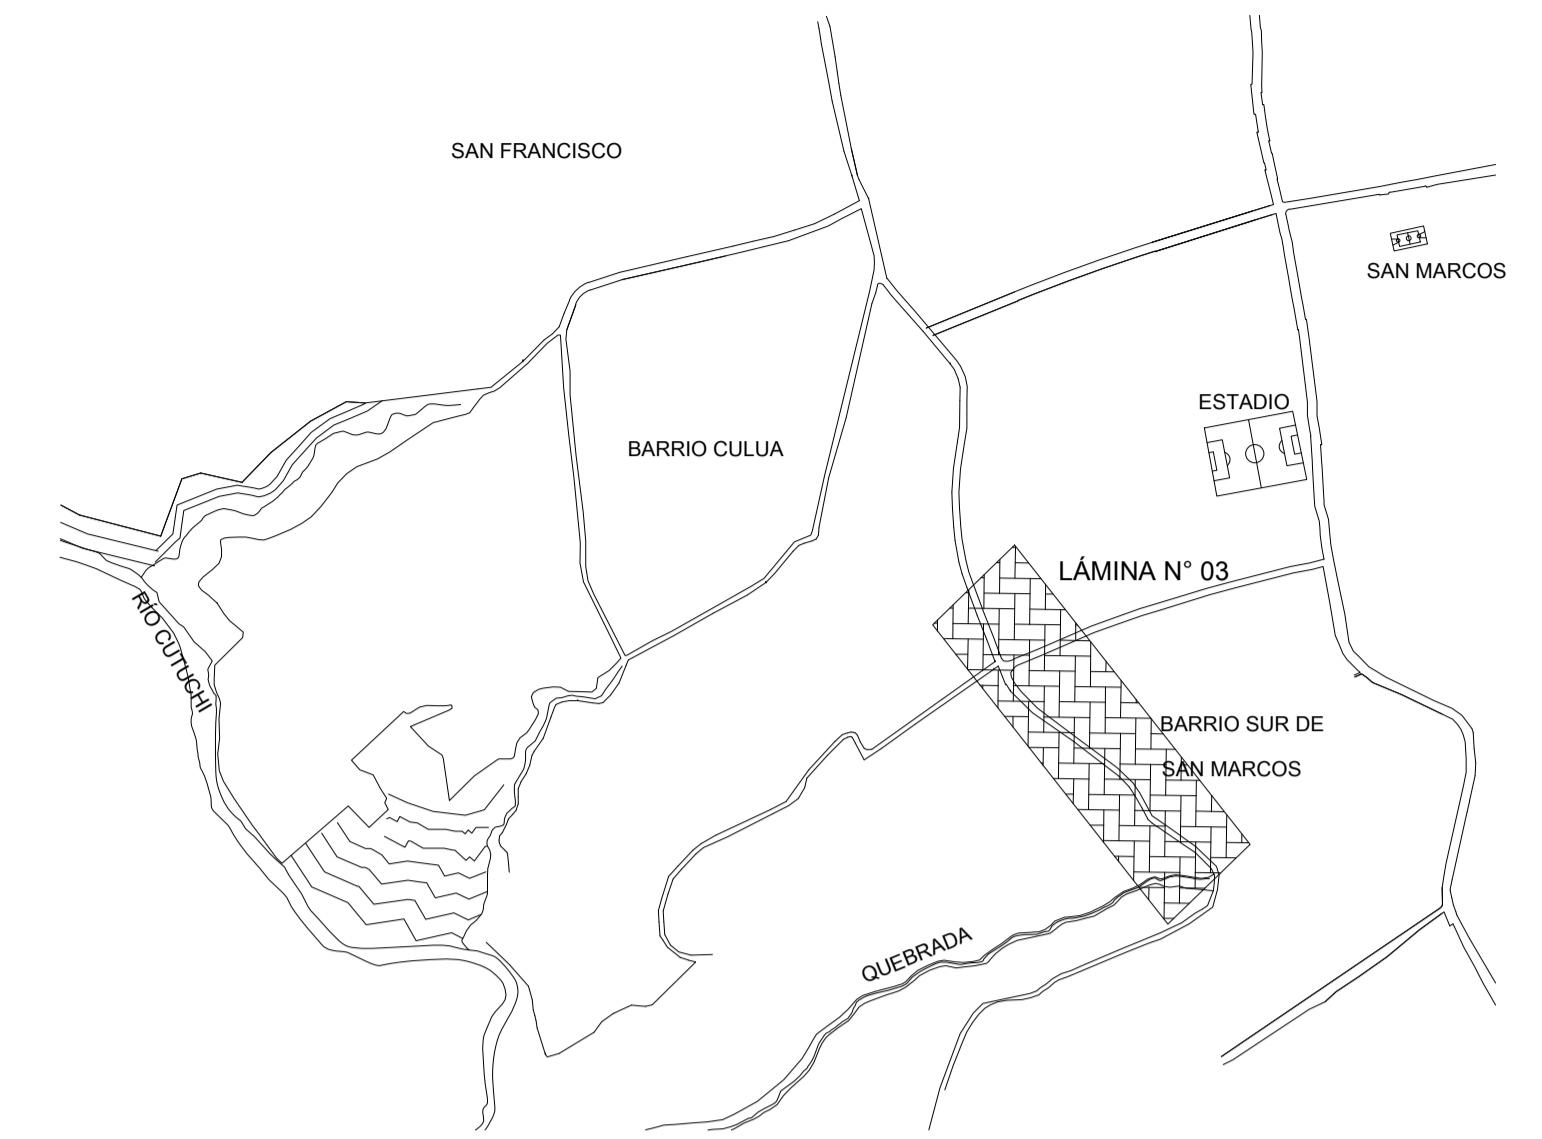 SAN FRANCISCO
SAN MARCOS
ESTADIO
BARRIO CULUA
LÁMINA N° 03
RÍO CUTUCHI
BARRIO SUR DE
SAN MARCOS
QUEBRADA